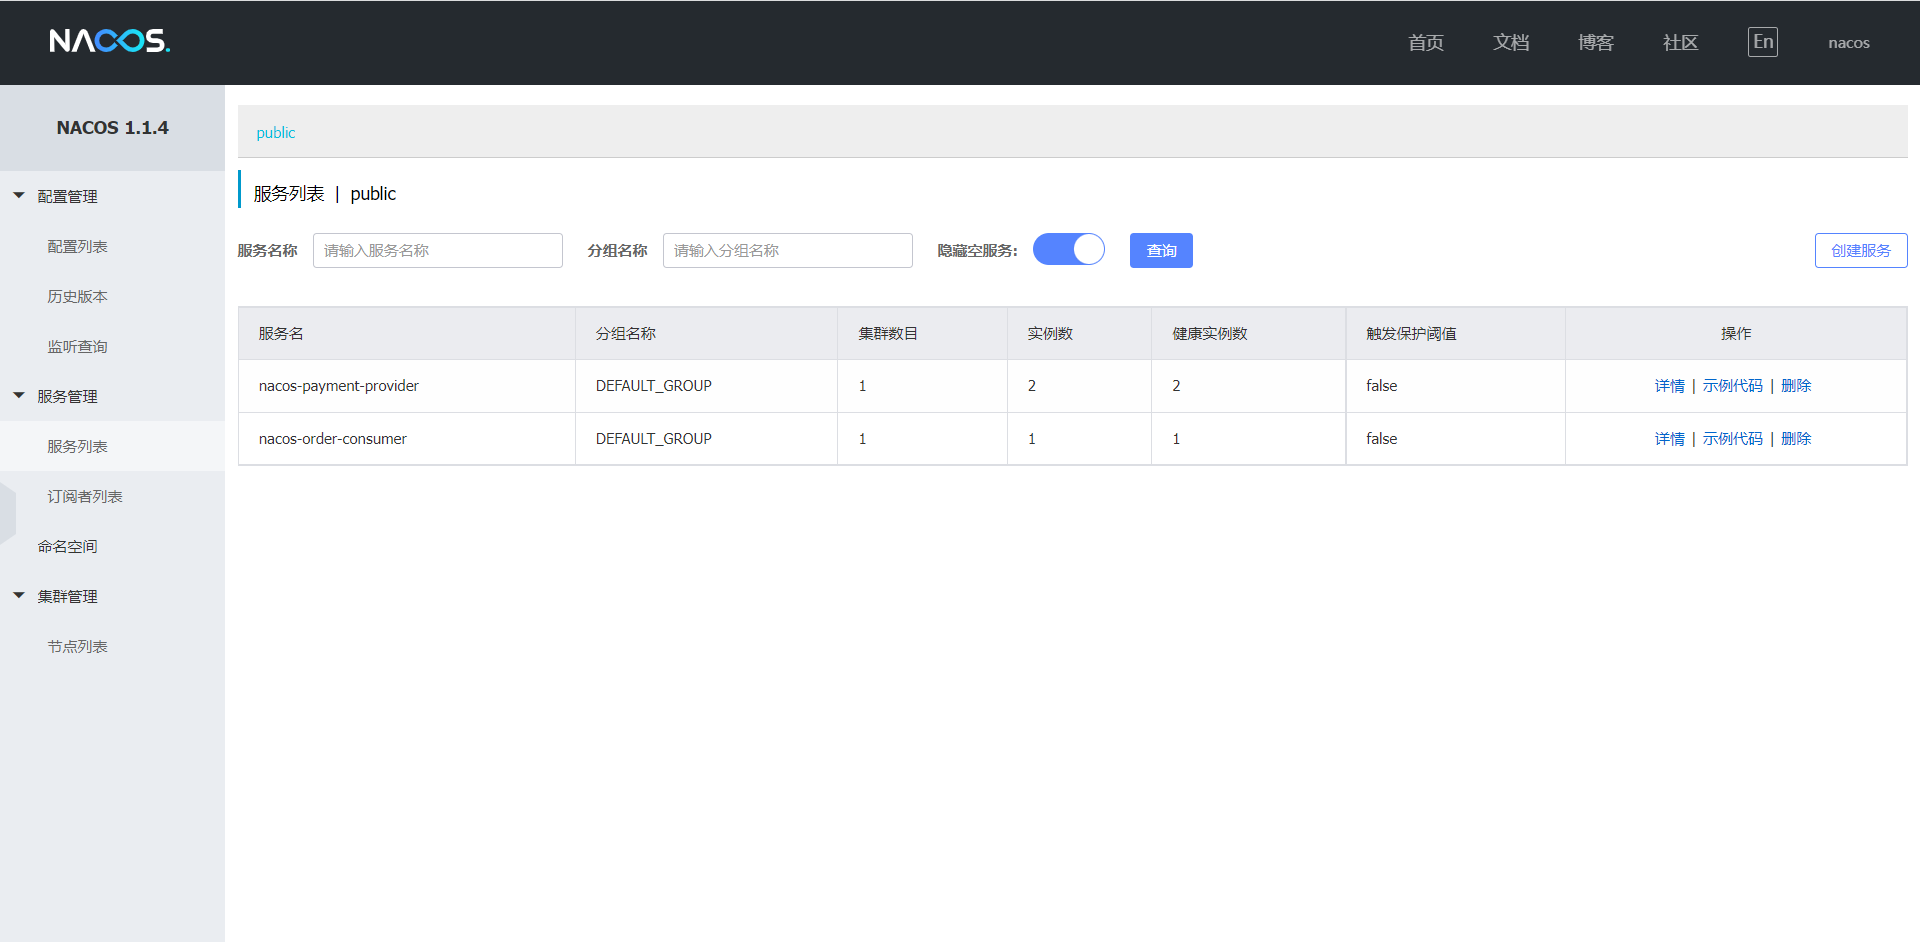 NACOS.
首页 文档 博客 社区 En nacos
NACOS 1.1.4
配置管理
配置列表
历史版本
监听查询
服务管理
服务列表
订阅者列表
命名空间
集群管理
节点列表
public
服务列表 | public
服务名称 请输入服务名称 分组名称 请输入分组名称 隐藏空服务: 查询 创建服务
服务名 分组名称 集群数目 实例数 健康实例数 触发保护阈值 操作
nacos-payment-provider DEFAULT_GROUP 1 2 2 false 详情 | 示例代码 | 删除
nacos-order-consumer DEFAULT_GROUP 1 1 1 false 详情 | 示例代码 | 删除